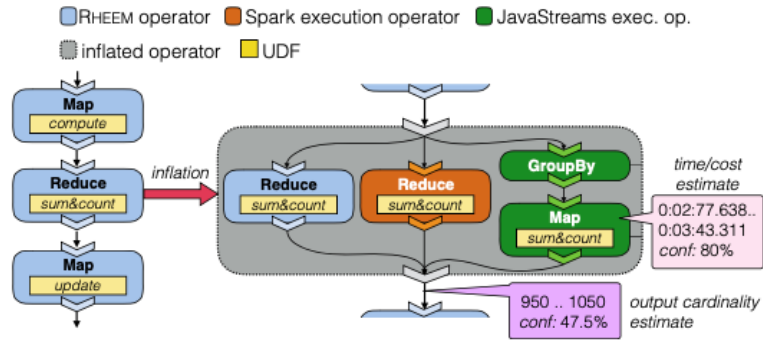 RHEEM operator
Spark execution operator
JavaStreams exec. op.
inflated operator
UDF
Map
compute
Reduce
sum&count
Map
update
inflation
Reduce
sum&count
Reduce
sum&count
GroupBy
Map
sum&count
time/cost
estimate
0:02:77.638..
0:03:43.311
conf: 80%
950 .. 1050
conf: 47.5%
output cardinality
estimate